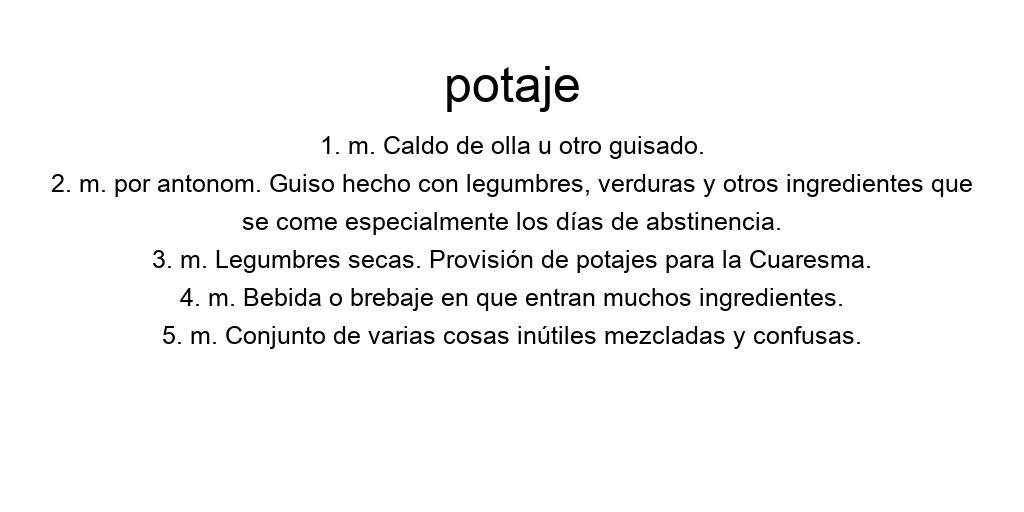 potaje
1. m. Caldo de olla u otro guisado.
2. m. por antonom. Guiso hecho con legumbres, verduras y otros ingredientes que
se come especialmente los días de abstinencia.
3. m. Legumbres secas. Provisión de potajes para la Cuaresma.
4. m. Bebida o brebaje en que entran muchos ingredientes.
5. m. Conjunto de varias cosas inútiles mezcladas y confusas.